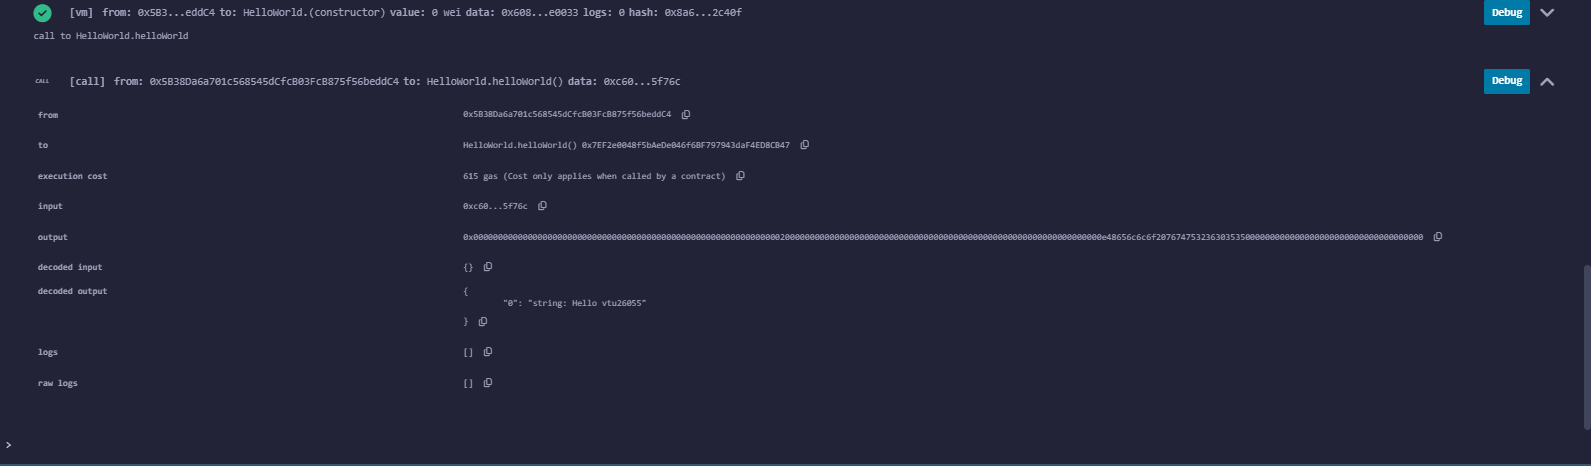 [vm] from: 0x5B3...eddC4 to: HelloWorld.(constructor) value: 0 wei data: 0x608...e0033 logs: 0 hash: 0x8a6...2c40f Debug
call to HelloWorld.helloWorld
CALL [call] from: 0x5B38Da6a701c568545dCfcB03FcB875f56beddC4 to: HelloWorld.helloWorld() data: 0xc60...5f76c Debug
from 0x5B38Da6a701c568545dCfcB03FcB875f56beddC4
to HelloWorld.helloWorld() 0x7EF2e0048f5bAeDe046f6BF797943daF4ED8CB47
execution cost 615 gas (Cost only applies when called by a contract)
input 0xc60...5f76c
output 0x0000000000000000000000000000000000000000000000000000000000000020000000000000000000000000000000000000000000000000000000000000000e48656c6c6f20767475323630353500000000000000000000000000000000000000
decoded input {}
decoded output {
"0": "string: Hello vtu26055"
}
logs []
raw logs []
>